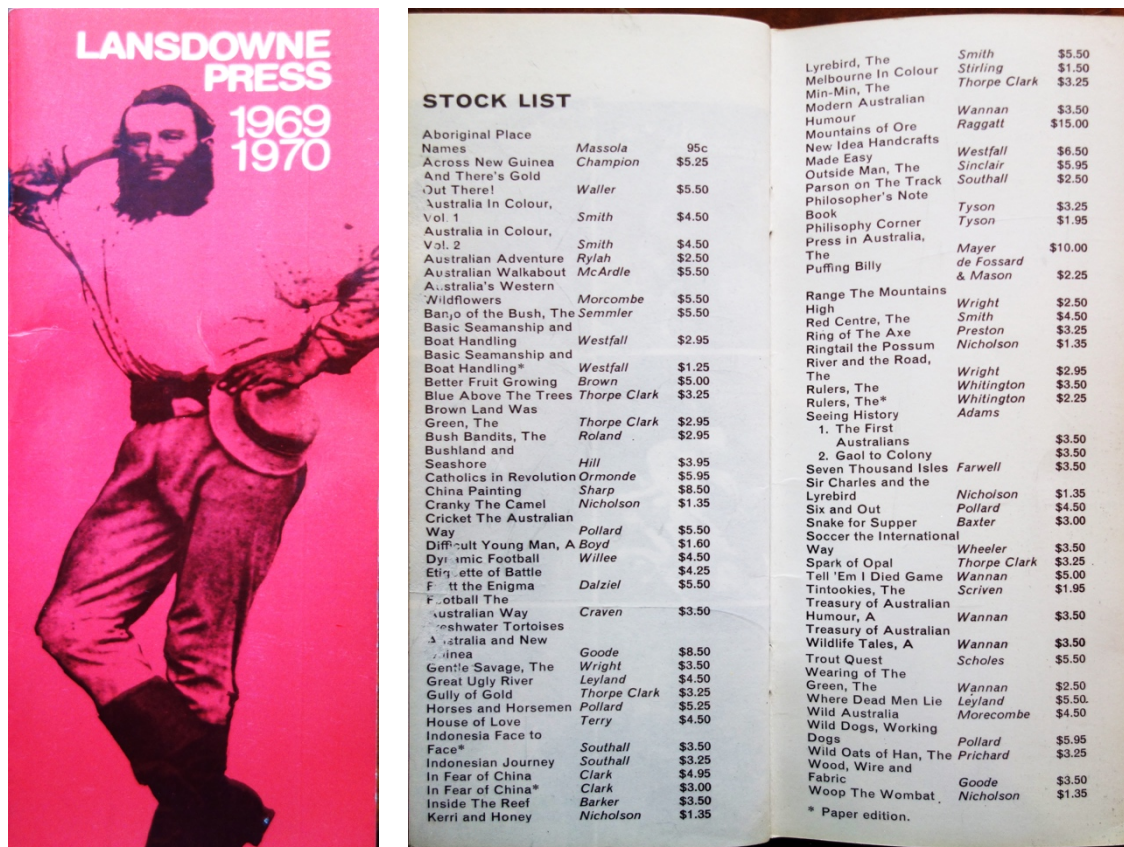 LANSDOWNE
PRESS
1969
1970
STOCK LIST
Aboriginal Place
Names Massola 95c
Across New Guinea Champion $5.25
And There's Gold
Out There! Waller $5.50
Australia In Colour,
Vol. 1 Smith $4.50
Australia in Colour,
Vol. 2 Smith $4.50
Australian Adventure Rylah $2.50
Australian Walkabout McArdle $5.50
Australia's Western
Wildflowers Morcombe $5.50
Banjo of the Bush, The Semmler $5.50
Basic Seamanship and
Boat Handling Westfall $2.95
Basic Seamanship and
Boat Handling* Westfall $1.25
Better Fruit Growing Brown $5.00
Blue Above The Trees Thorpe Clark $3.25
Brown Land Was
Green, The Thorpe Clark $2.95
Bush Bandits, The Roland $2.95
Bushland and
Seashore Hill $3.95
Catholics in Revolution Ormonde $5.95
China Painting Sharp $8.50
Cranky The Camel Nicholson $1.35
Cricket The Australian
Way Pollard $5.50
Difficult Young Man, A Boyd $1.60
Dynamic Football Willee $4.50
Etiquette of Battle $4.25
Evatt the Enigma Dalziel $5.50
Football The
Australian Way Craven $3.50
Freshwater Tortoises
Australia and New
Guinea Goode $8.50
Gentle Savage, The Wright $3.50
Great Ugly River Leyland $4.50
Gully of Gold Thorpe Clark $3.25
Horses and Horsemen Pollard $5.25
House of Love Terry $4.50
Indonesia Face to
Face* Southall $3.50
Indonesian Journey Southall $3.25
In Fear of China Clark $4.95
In Fear of China* Clark $3.00
Inside The Reef Barker $3.50
Kerri and Honey Nicholson $1.35
Lyrebird, The Smith $5.50
Melbourne In Colour Stirling $1.50
Min-Min, The Thorpe Clark $3.25
Modern Australian
Humour Wannan $3.50
Mountains of Ore Raggatt $15.00
New Idea Handcrafts
Made Easy Westfall $6.50
Outside Man, The Sinclair $5.95
Parson on The Track Southall $2.50
Philosopher's Note
Book Tyson $3.25
Philisophy Corner Tyson $1.95
Press in Australia,
The Mayer $10.00
Puffing Billy de Fossard
& Mason $2.25
Range The Mountains
High Wright $2.50
Red Centre, The Smith $4.50
Ring of The Axe Preston $3.25
Ringtail the Possum Nicholson $1.35
River and the Road,
The Wright $2.95
Rulers, The Whitington $3.50
Rulers, The* Whitington $2.25
Seeing History Adams
1. The First
Australians $3.50
2. Gaol to Colony $3.50
Seven Thousand Isles Farwell $3.50
Sir Charles and the
Lyrebird Nicholson $1.35
Six and Out Pollard $4.50
Snake for Supper Baxter $3.00
Soccer the International
Way Wheeler $3.50
Spark of Opal Thorpe Clark $3.25
Tell 'Em I Died Game Wannan $5.00
Tintookies, The Scriven $1.95
Treasury of Australian
Humour, A Wannan $3.50
Treasury of Australian
Wildlife Tales, A Wannan $3.50
Trout Quest Scholes $5.50
Wearing of The
Green, The Wannan $2.50
Where Dead Men Lie Leyland $5.50
Wild Australia Morecombe $4.50
Wild Dogs, Working
Dogs Pollard $5.95
Wild Oats of Han, The Prichard $3.25
Wood, Wire and
Fabric Goode $3.50
Woop The Wombat Nicholson $1.35
* Paper edition.